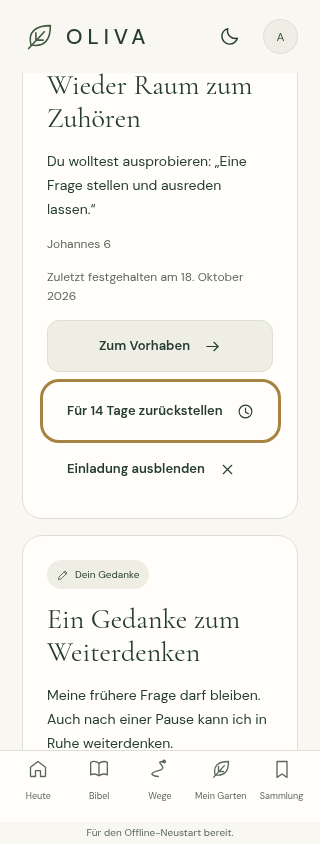 OLIVA
A
Wieder Raum zum
Zuhören
Du wolltest ausprobieren: „Eine
Frage stellen und ausreden
lassen.“
Johannes 6
Zuletzt festgehalten am 18. Oktober
2026
Zum Vorhaben
Für 14 Tage zurückstellen
Einladung ausblenden
Dein Gedanke
Ein Gedanke zum
Weiterdenken
Meine frühere Frage darf bleiben.
Auch nach einer Pause kann ich in
Ruhe weiterdenken.
Heute
Bibel
Wege
Mein Garten
Sammlung
Für den Offline-Neustart bereit.